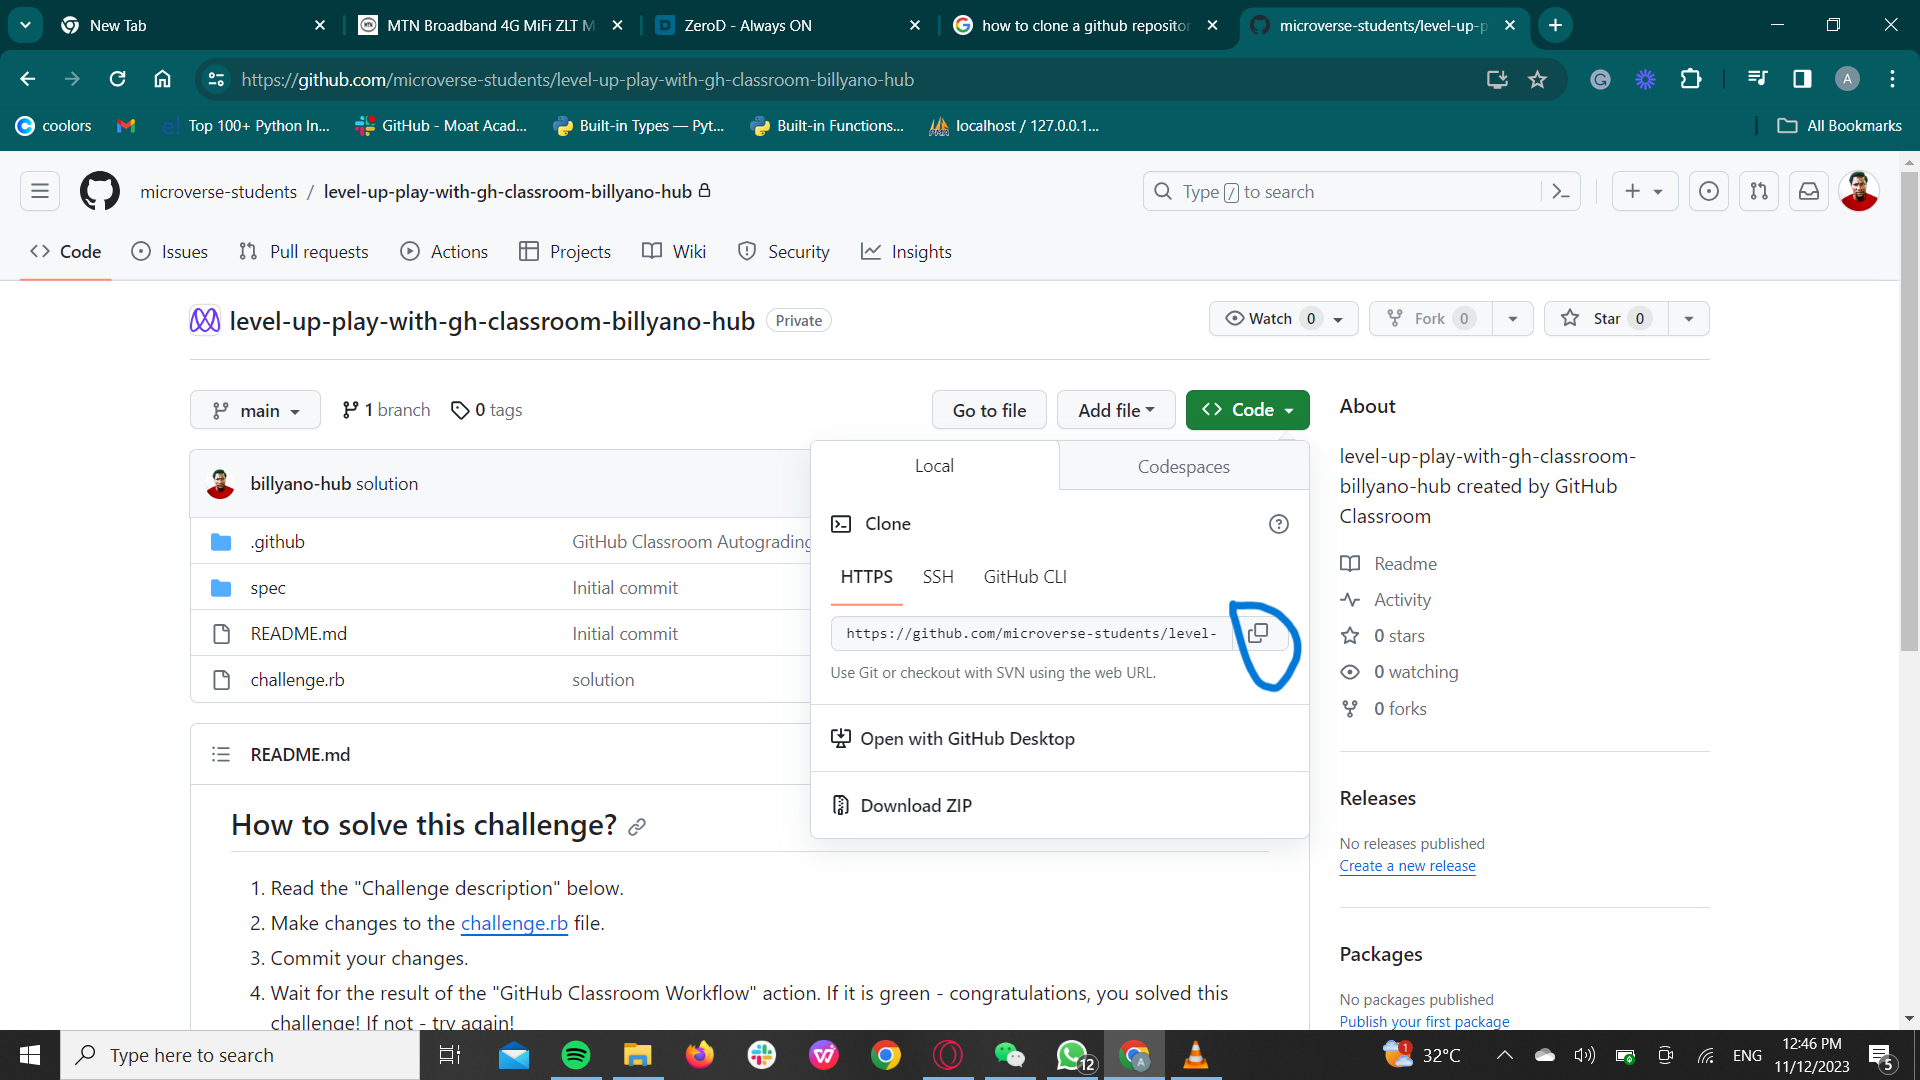 New Tab
MTN Broadband 4G MiFi ZLT M
ZeroD - Always ON
how to clone a github repositor
microverse-students/level-up-p
https://github.com/microverse-students/level-up-play-with-gh-classroom-billyano-hub
A
coolors
Top 100+ Python In...
GitHub - Moat Acad...
Built-in Types — Pyt...
Built-in Functions...
localhost / 127.0.0.1...
All Bookmarks
microverse-students / level-up-play-with-gh-classroom-billyano-hub
Type / to search
Code
Issues
Pull requests
Actions
Projects
Wiki
Security
Insights
level-up-play-with-gh-classroom-billyano-hub
Private
Watch 0
Fork 0
Star 0
main
1 branch
0 tags
Go to file
Add file
Code
billyano-hub solution
.github
GitHub Classroom Autograding
spec
Initial commit
README.md
Initial commit
challenge.rb
solution
Local
Codespaces
Clone
HTTPS
SSH
GitHub CLI
https://github.com/microverse-students/level-
Use Git or checkout with SVN using the web URL.
Open with GitHub Desktop
Download ZIP
README.md
How to solve this challenge?
1. Read the "Challenge description" below.
2. Make changes to the challenge.rb file.
3. Commit your changes.
4. Wait for the result of the "GitHub Classroom Workflow" action. If it is green - congratulations, you solved this
challenge! If not - try again!
About
level-up-play-with-gh-classroom-
billyano-hub created by GitHub
Classroom
Readme
Activity
0 stars
0 watching
0 forks
Releases
No releases published
Create a new release
Packages
No packages published
Publish your first package
Type here to search
12
A
1
32°C
ENG
12:46 PM
11/12/2023
5